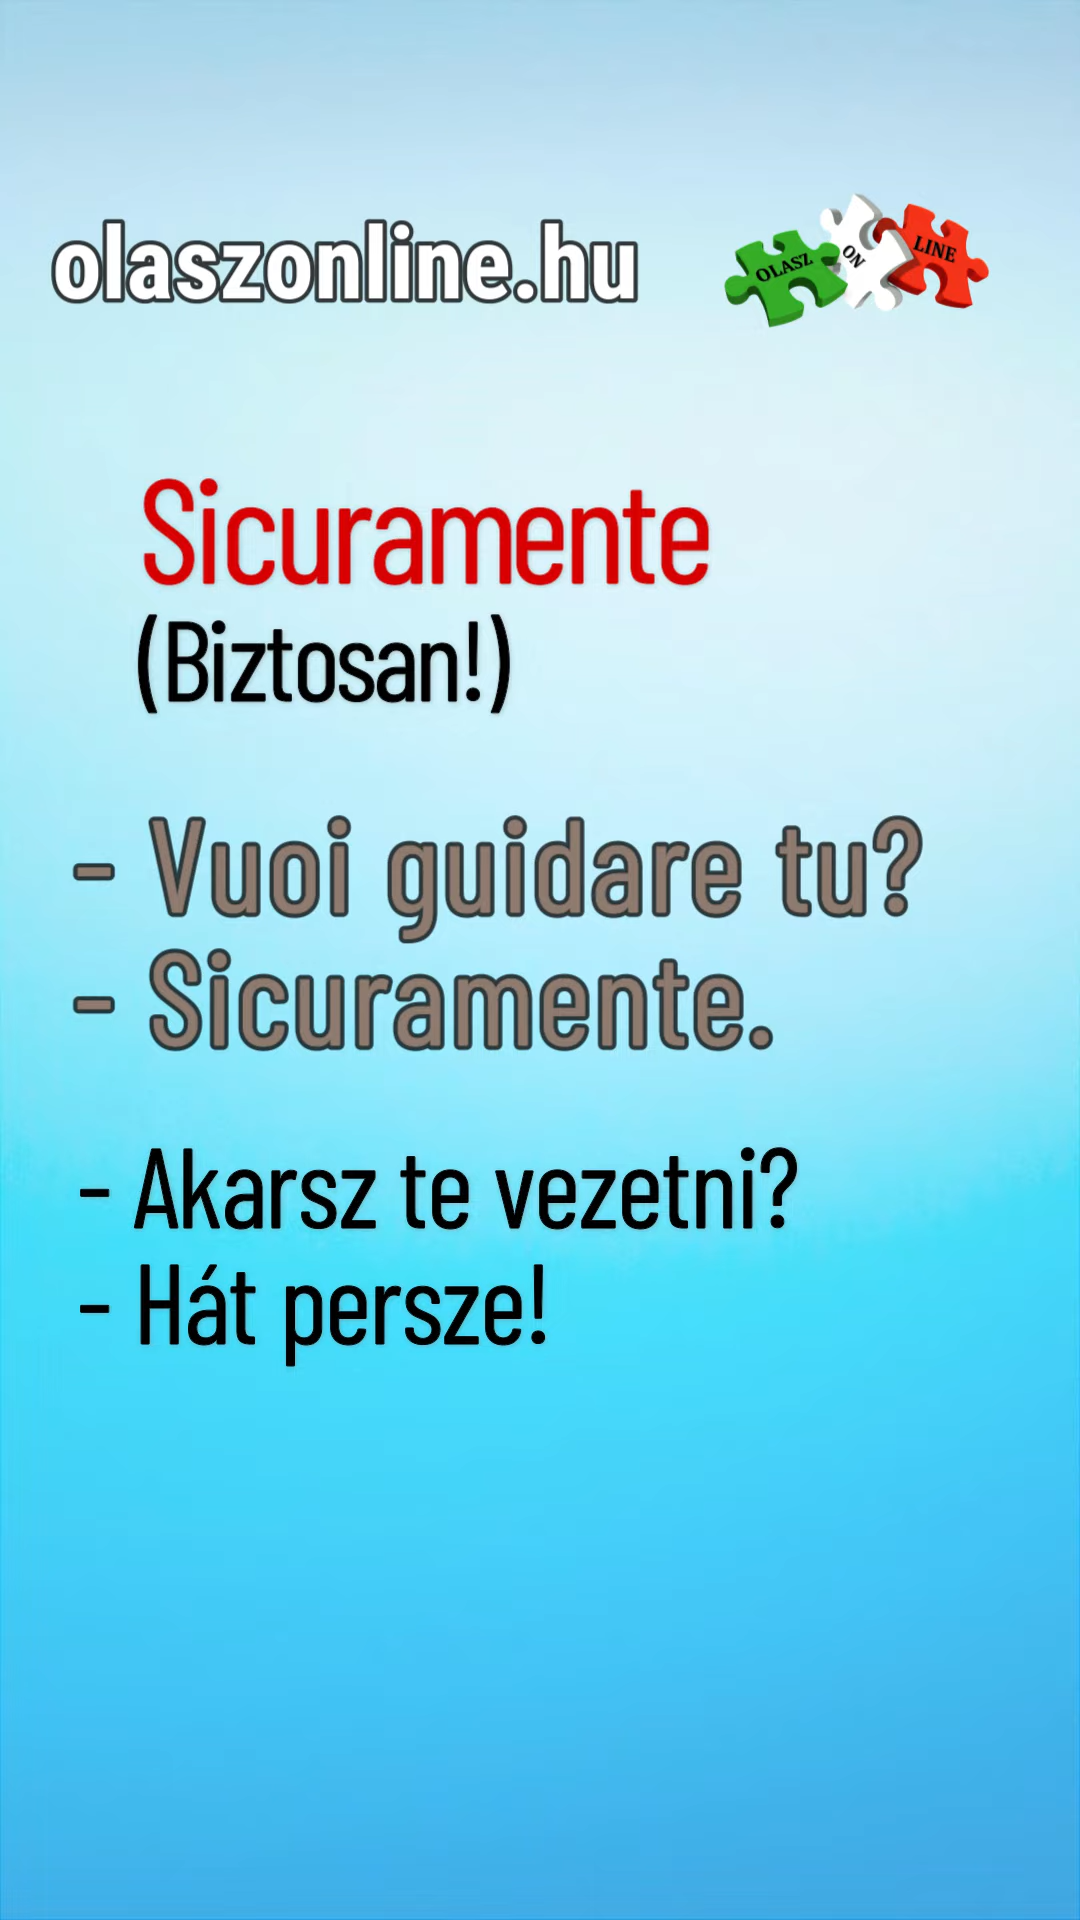 olaszonline.hu
OLASZ ON LINE
Sicuramente
(Biztosan!)
- Vuoi guidare tu?
- Sicuramente.
- Akarsz te vezetni?
- Hát persze!